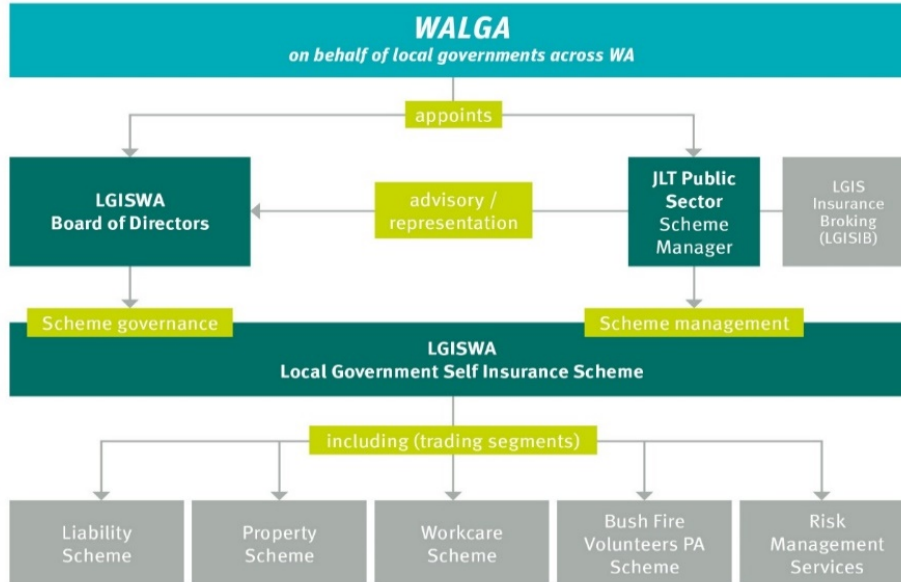 WALGA
on behalf of local governments across WA
appoints
LGISWA
Board of Directors
advisory /
representation
JLT Public
Sector
Scheme
Manager
LGIS
Insurance
Broking
(LGISIB)
Scheme governance
Scheme management
LGISWA
Local Government Self Insurance Scheme
including (trading segments)
Liability
Scheme
Property
Scheme
Workcare
Scheme
Bush Fire
Volunteers PA
Scheme
Risk
Management
Services